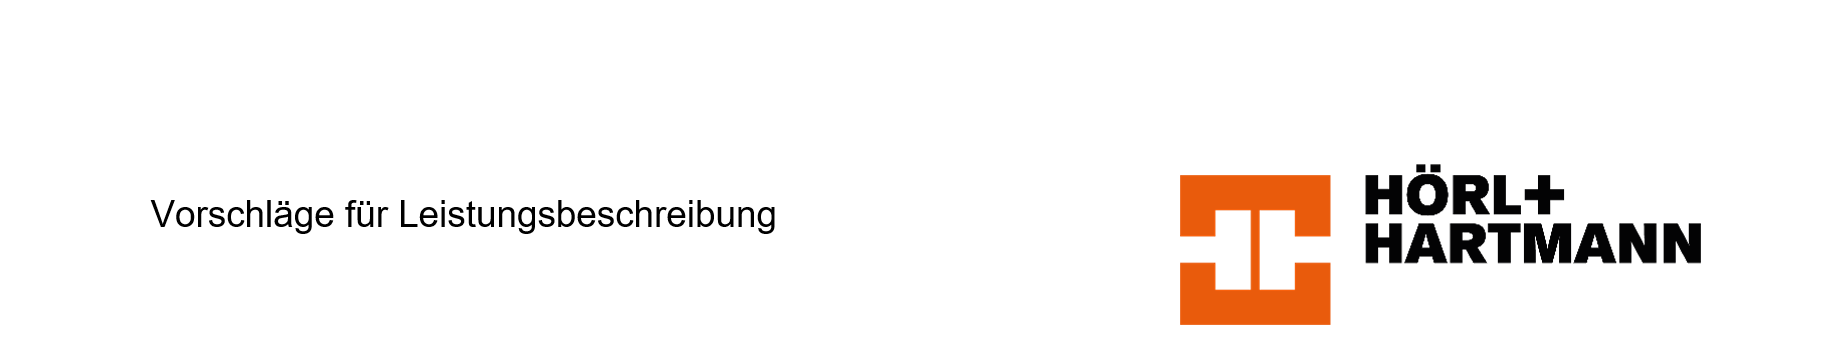 Vorschläge für Leistungsbeschreibung
HÖRL+
HARTMANN